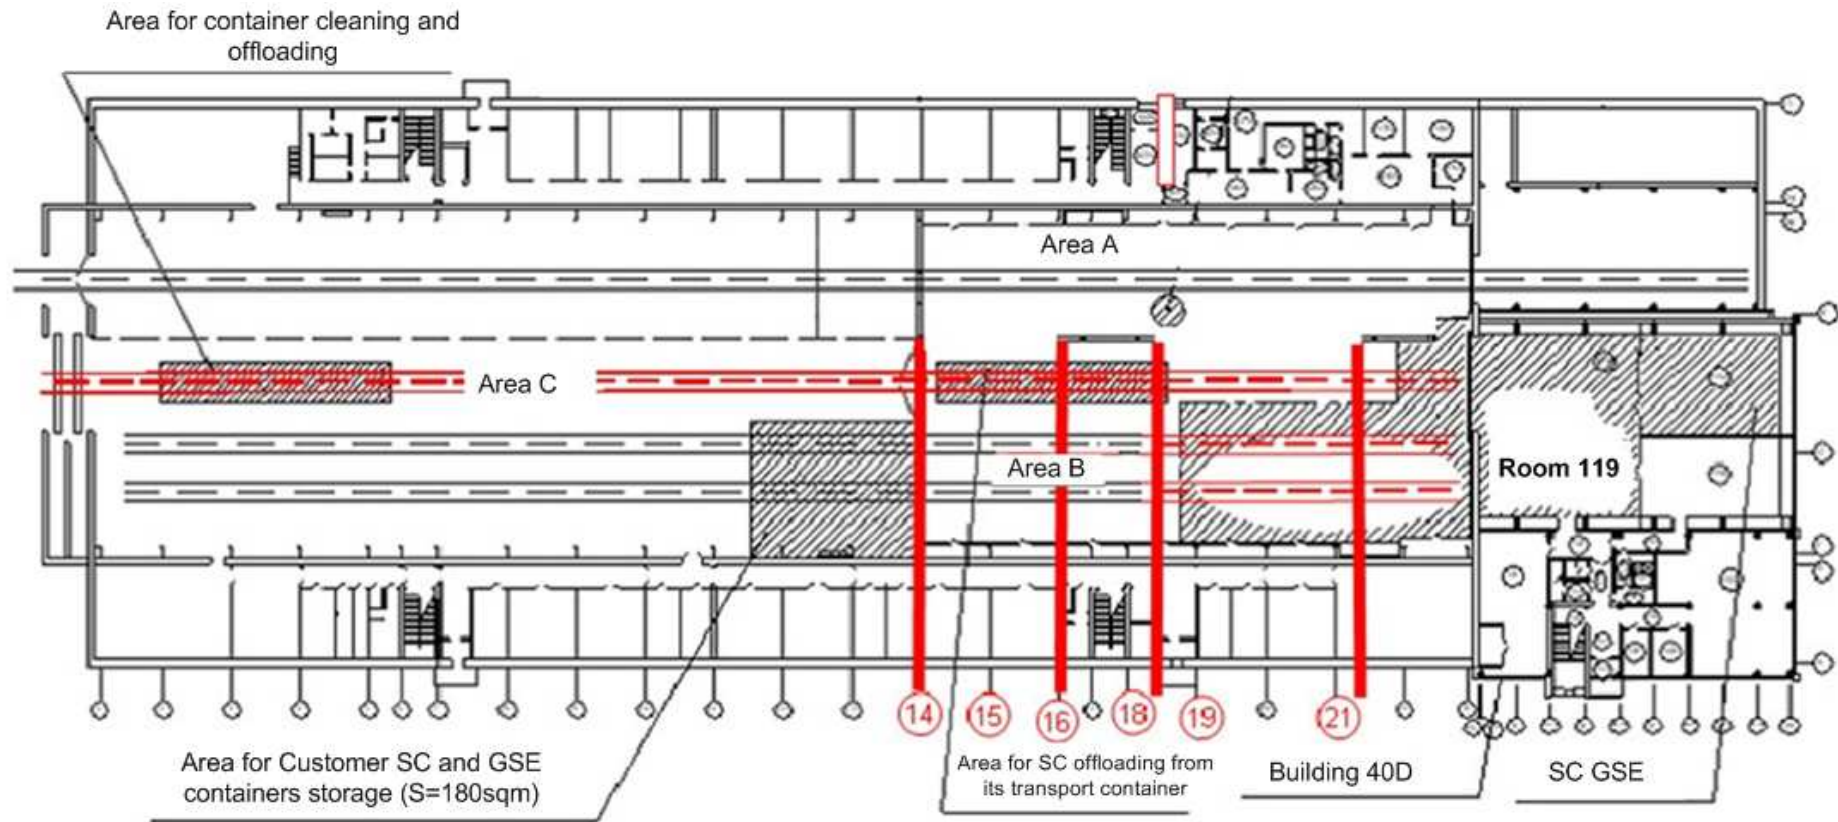 Area for container cleaning and
offloading
Area A
Area C
Area B
Room 119
14
15
16
18
19
21
Area for Customer SC and GSE
containers storage (S=180sqm)
Area for SC offloading from
its transport container
Building 40D
SC GSE